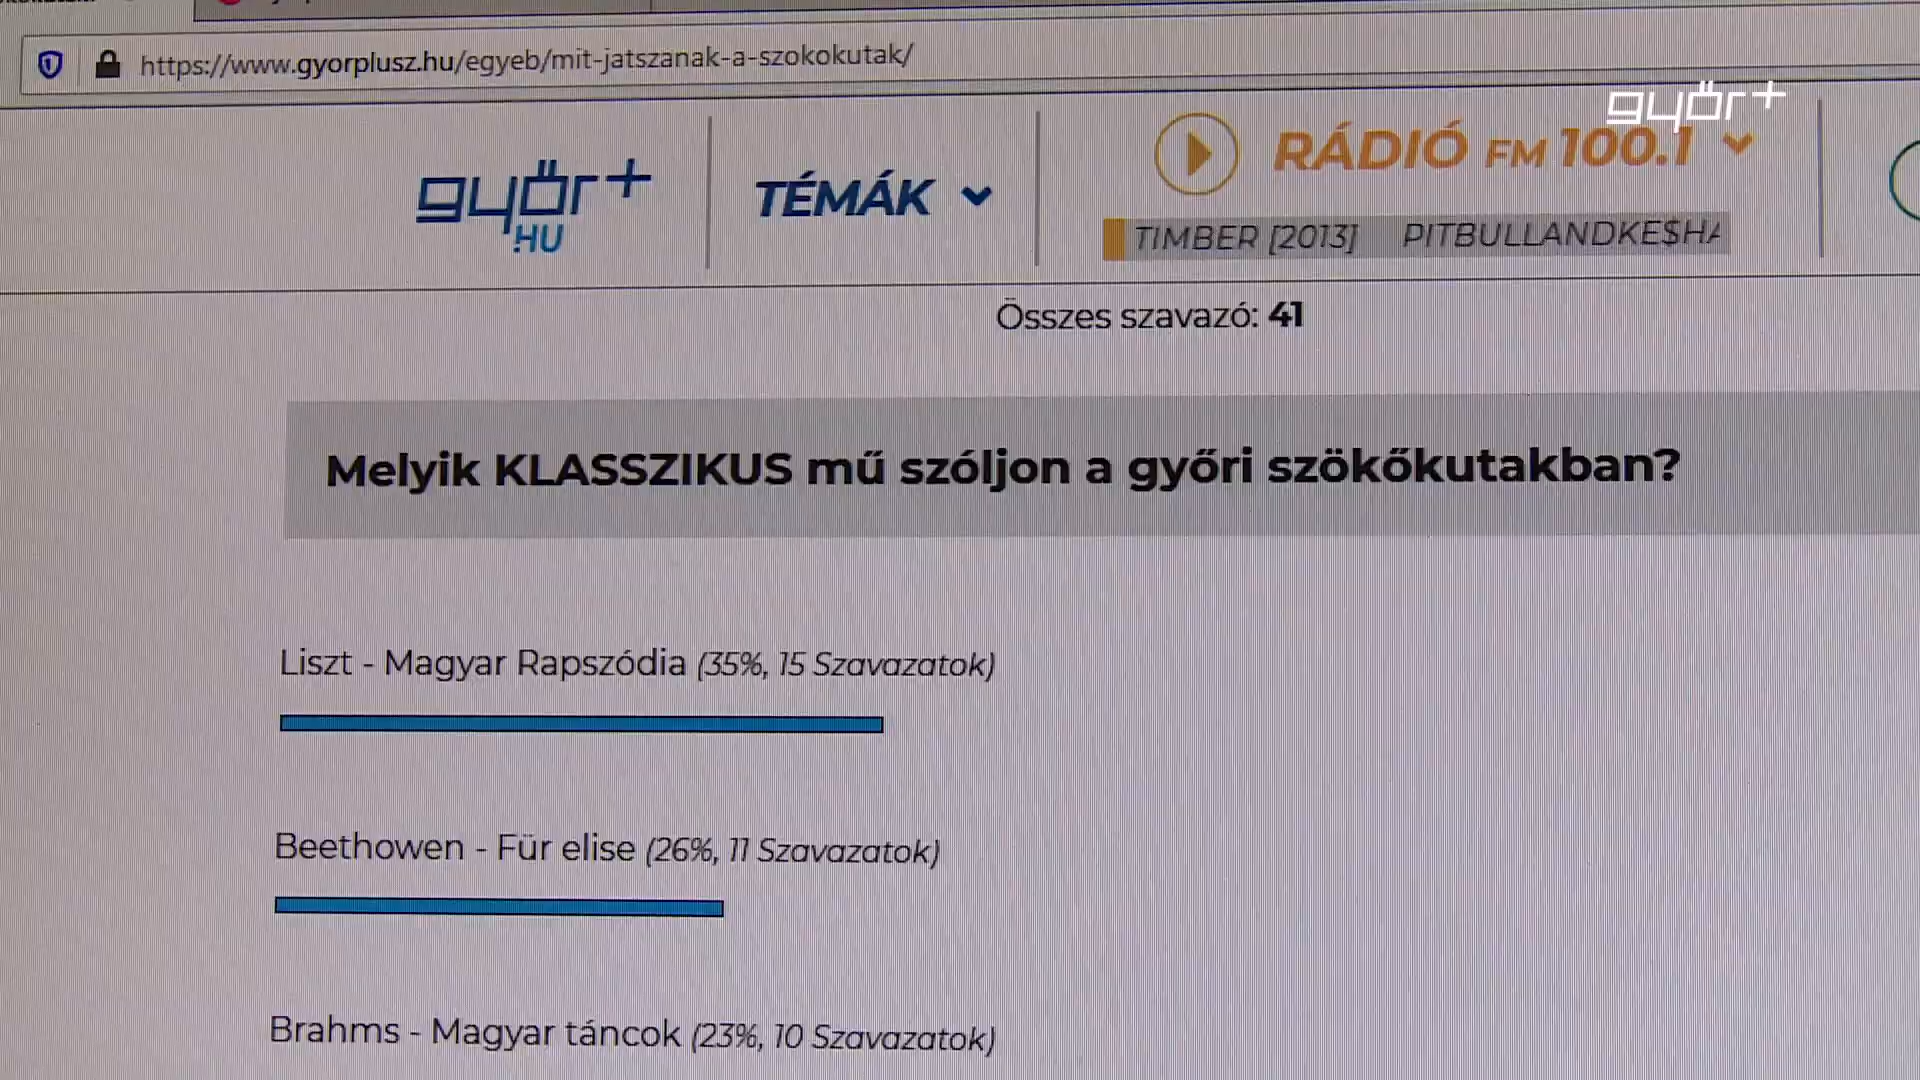 https://www.gyorplusz.hu/egyeb/mit-jatszanak-a-szokokutak/
győr+
győr+
.HU
TÉMÁK
RÁDIÓ FM 100.1
TIMBER [2013] PITBULLANDKE$HA
Összes szavazó: 41
Melyik KLASSZIKUS mű szóljon a győri szökőkutakban?
Liszt - Magyar Rapszódia (35%, 15 Szavazatok)
Beethowen - Für elise (26%, 11 Szavazatok)
Brahms - Magyar táncok (23%, 10 Szavazatok)